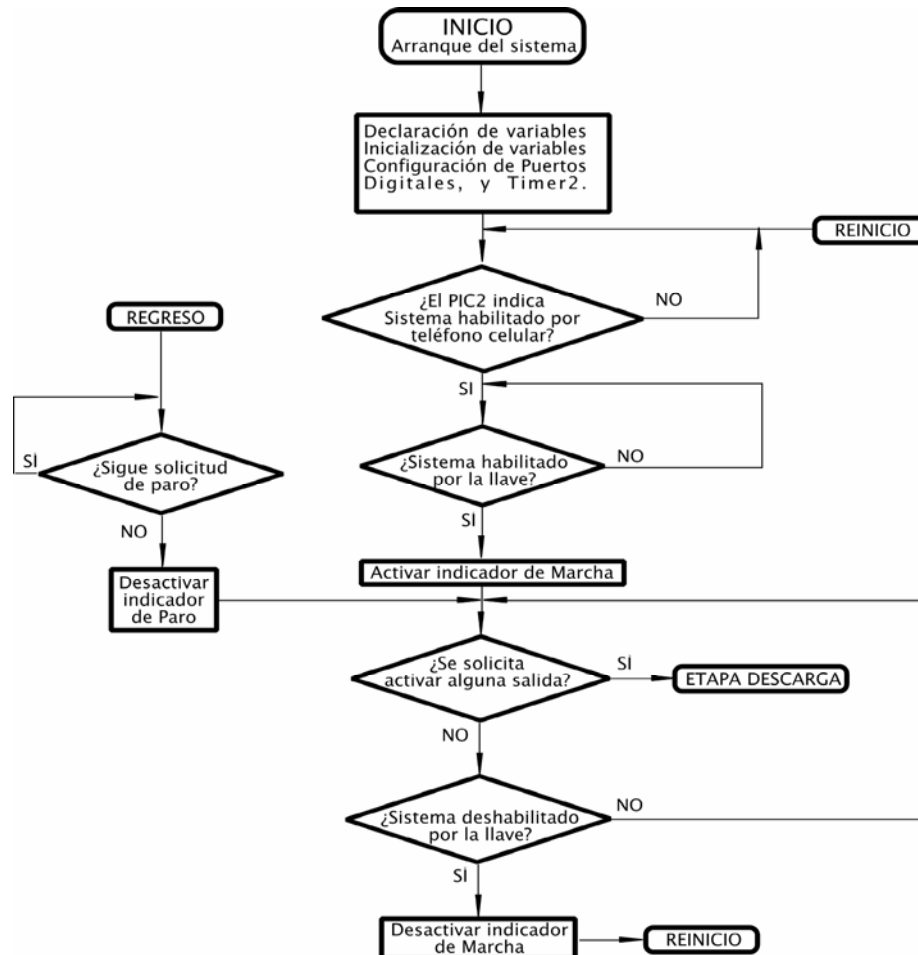 INICIO
Arranque del sistema
Declaración de variables
Inicialización de variables
Configuración de Puertos
Digitales, y Timer2.
REINICIO
¿El PIC2 indica
Sistema habilitado por
teléfono celular?
NO
SI
REGRESO
¿Sigue solicitud
de paro?
SÍ
NO
¿Sistema habilitado
por la llave?
NO
SÍ
Desactivar
indicador
de Paro
Activar indicador de Marcha
¿Se solicita
activar alguna salida?
SÍ
ETAPA DESCARGA
NO
¿Sistema deshabilitado
por la llave?
NO
SÍ
Desactivar indicador
de Marcha
REINICIO